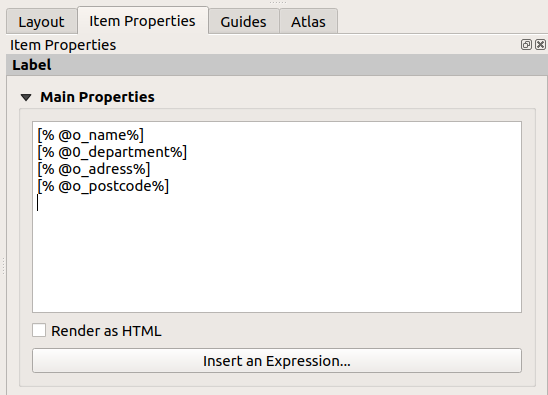 Layout Item Properties Guides Atlas
Item Properties
Label
Main Properties
[% @o_name%]
[% @0_department%]
[% @o_adress%]
[% @o_postcode%]
Render as HTML
Insert an Expression...